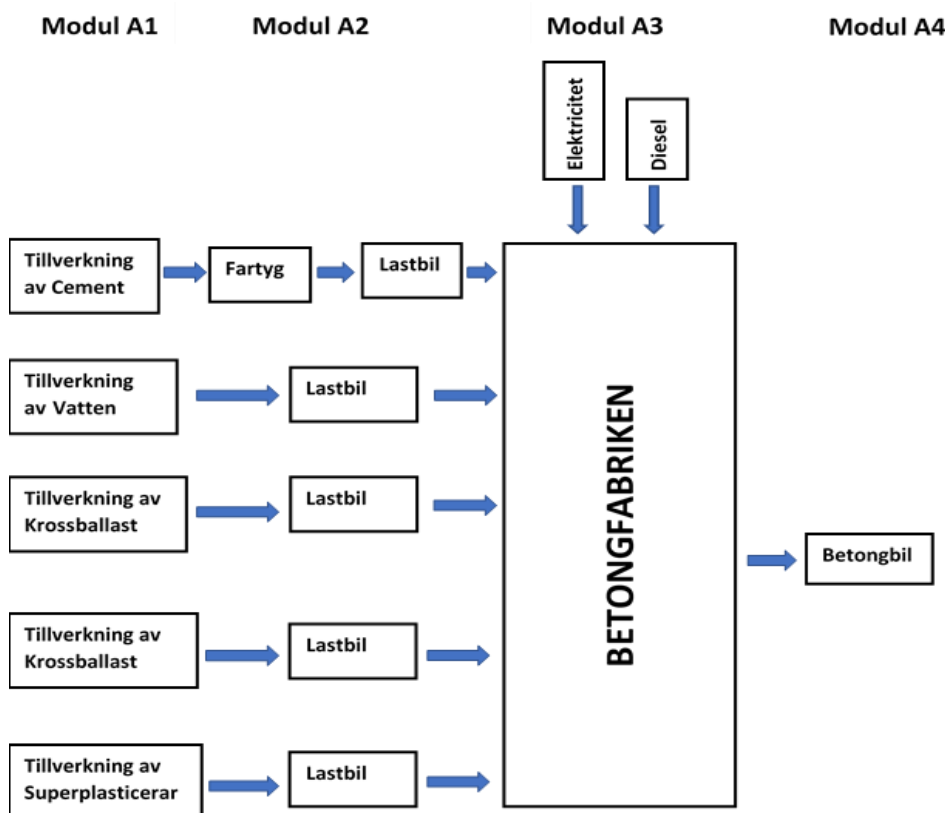 Modul A1 Modul A2 Modul A3 Modul A4
Elektricitet
Diesel
Tillverkning
av Cement
Fartyg
Lastbil
Tillverkning
av Vatten
Lastbil
Tillverkning av
Krossballast
Lastbil
Tillverkning av
Krossballast
Lastbil
Tillverkning av
Superplasticerar
Lastbil
BETONGFABRIKEN
Betongbil